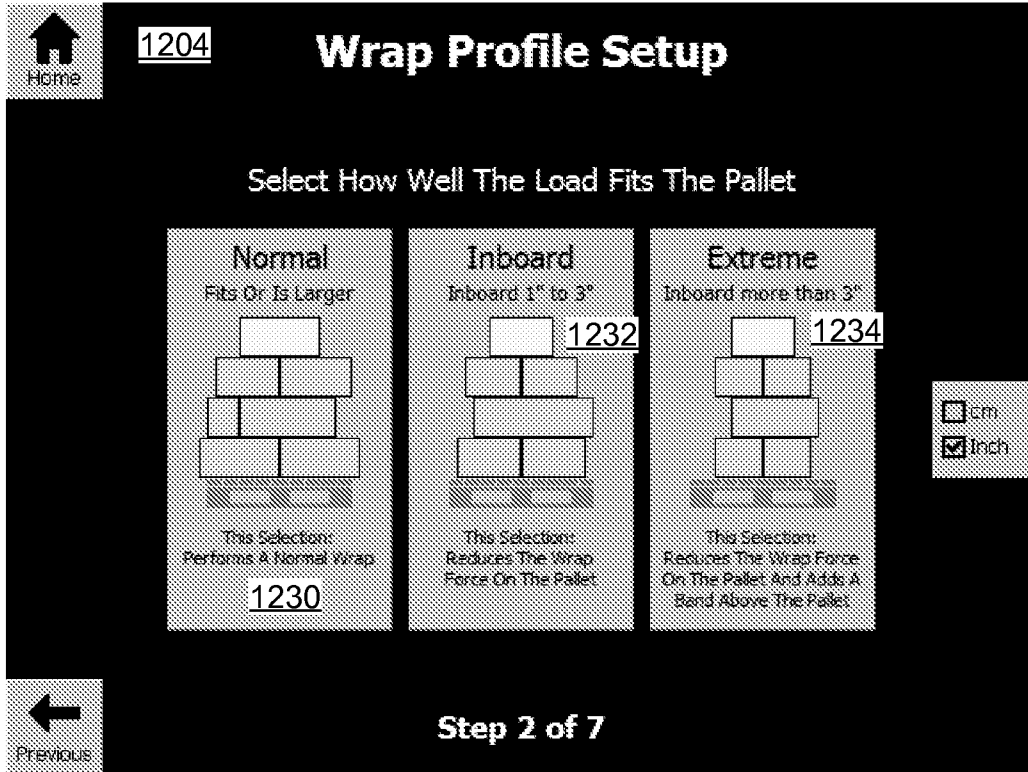 Home
1204
Wrap Profile Setup
Select How Well The Load Fits The Pallet
Normal
Fits Or Is Larger
This Selection:
Performs A Normal Wrap
1230
Inboard
Inboard 1" to 3"
1232
This Selection:
Reduces The Wrap
Force On The Pallet
Extreme
Inboard more than 3"
1234
This Selection:
Reduces The Wrap Force
On The Pallet And Adds A
Band Above The Pallet
cm
Inch
Previous
Step 2 of 7